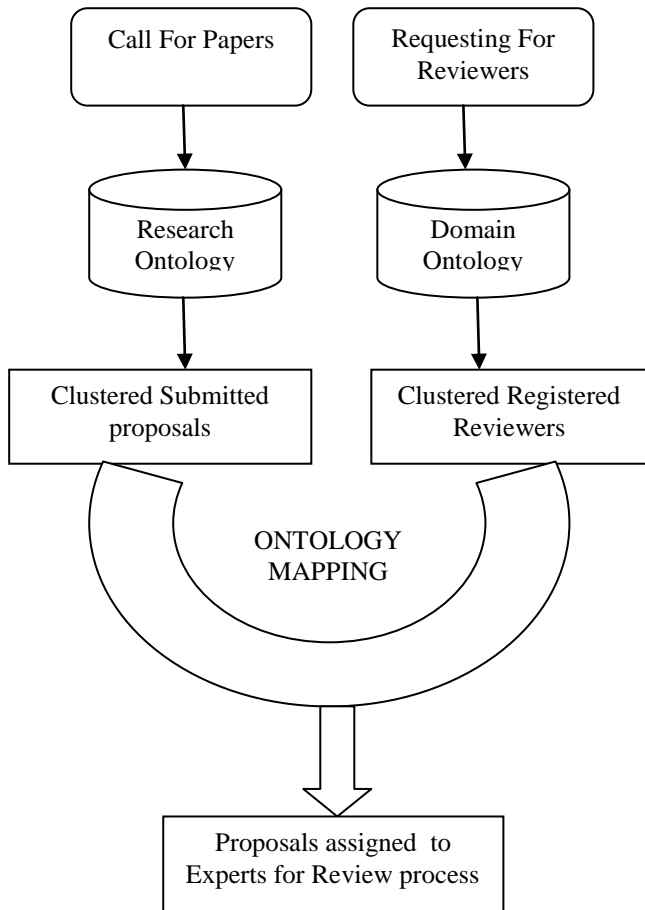 Call For Papers
Requesting For
Reviewers
Research
Ontology
Domain
Ontology
Clustered Submitted
proposals
Clustered Registered
Reviewers
ONTOLOGY
MAPPING
Proposals assigned to
Experts for Review process